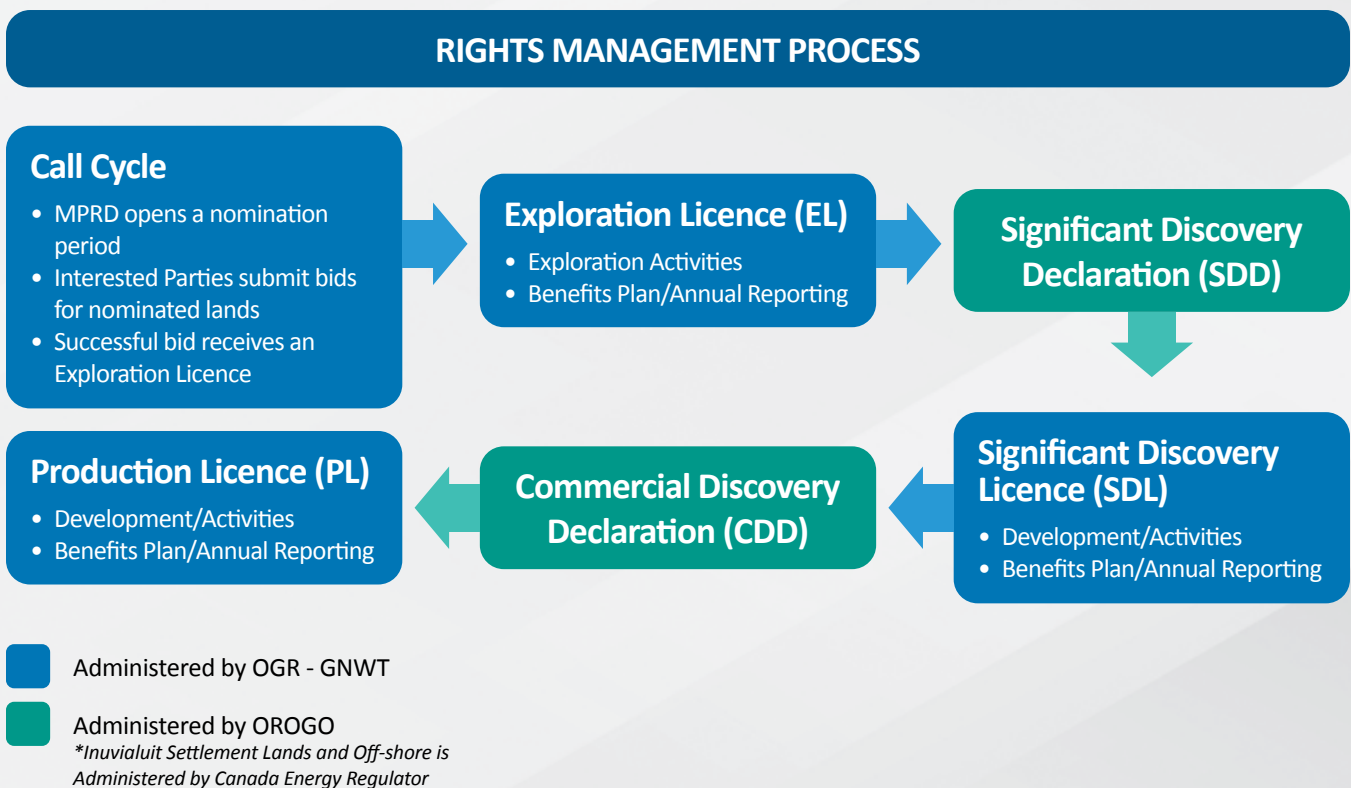 RIGHTS MANAGEMENT PROCESS
Call Cycle
• MPRD opens a nomination
period
• Interested Parties submit bids
for nominated lands
• Successful bid receives an
Exploration Licence
Exploration Licence (EL)
• Exploration Activities
• Benefits Plan/Annual Reporting
Significant Discovery
Declaration (SDD)
Significant Discovery
Licence (SDL)
• Development/Activities
• Benefits Plan/Annual Reporting
Commercial Discovery
Declaration (CDD)
Production Licence (PL)
• Development/Activities
• Benefits Plan/Annual Reporting
Administered by OGR - GNWT
Administered by OROGO
*Inuvialuit Settlement Lands and Off-shore is
Administered by Canada Energy Regulator